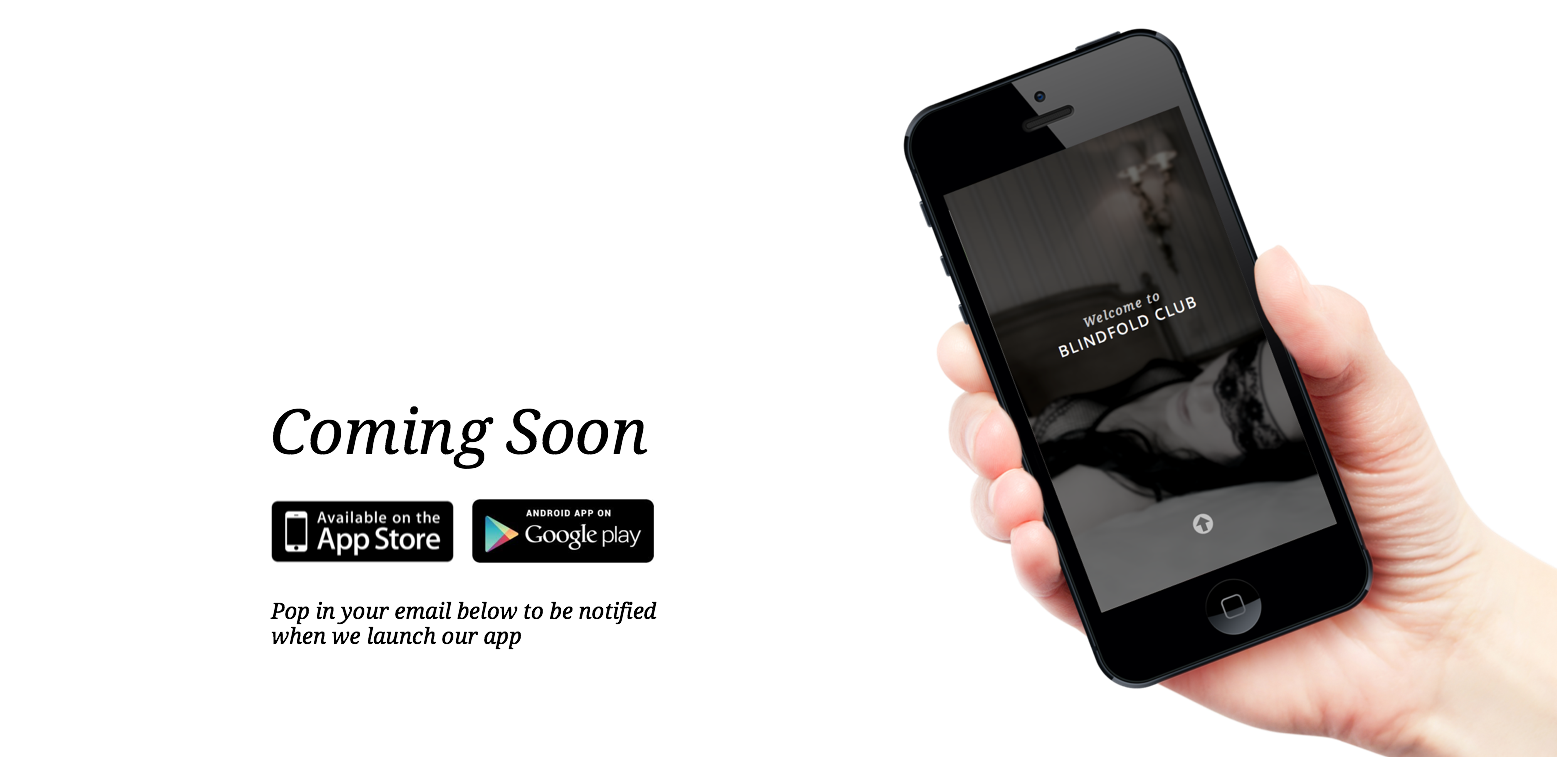 Coming Soon
Available on the
App Store
ANDROID APP ON
Google play
Pop in your email below to be notified
when we launch our app
Welcome to
BLINDFOLD CLUB